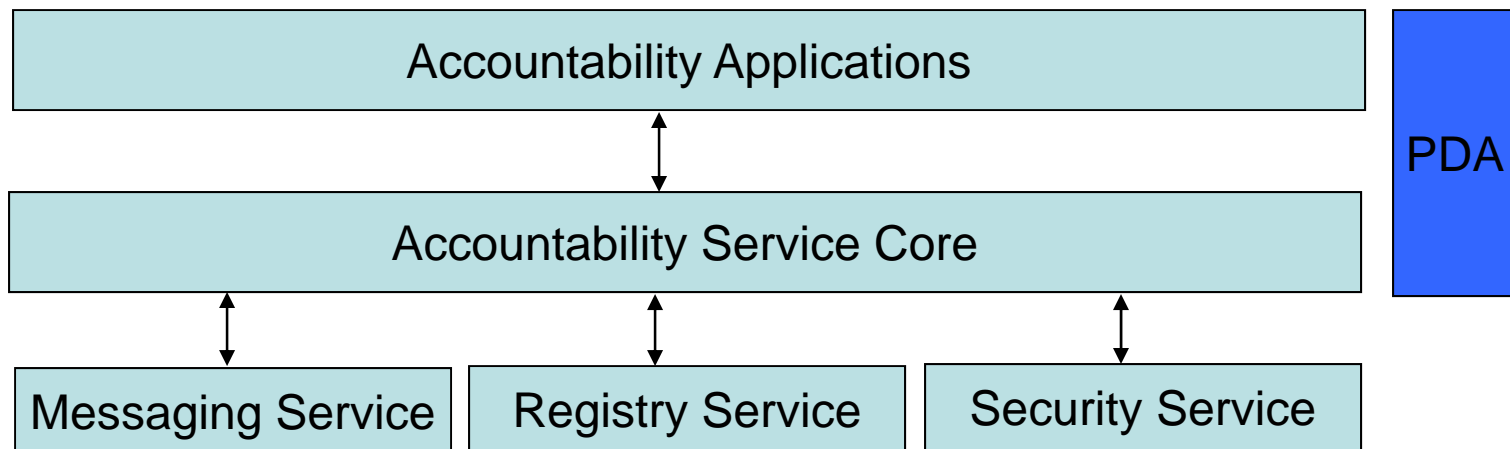 Accountability Applications
PDA
Accountability Service Core
Messaging Service
Registry Service
Security Service